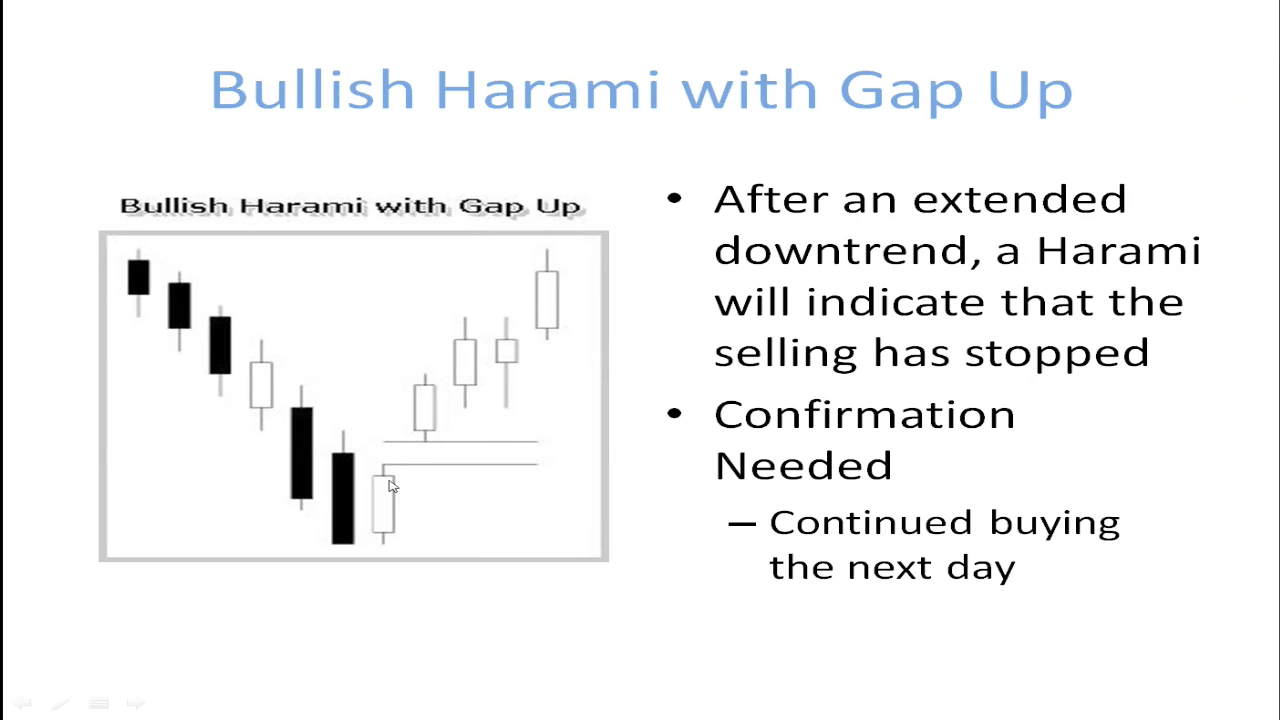 Bullish Harami with Gap Up
Bullish Harami with Gap Up
• After an extended
downtrend, a Harami
will indicate that the
selling has stopped
• Confirmation
Needed
– Continued buying
the next day